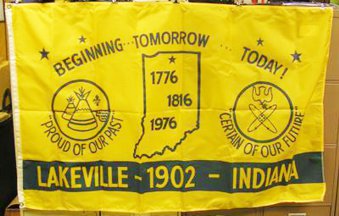 BEGINNING...TOMORROW...TODAY!
1776
1816
1976
"PROUD OF OUR PAST"
"CERTAIN OF OUR FUTURE"
LAKEVILLE - 1902 - INDIANA